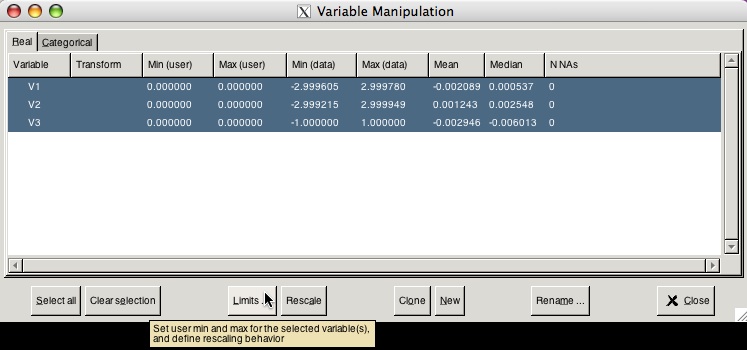 Variable Manipulation
Real Categorical
Variable Transform Min (user) Max (user) Min (data) Max (data) Mean Median N NAs
V1 0.000000 0.000000 -2.999605 2.999780 -0.002089 0.000537 0
V2 0.000000 0.000000 -2.999215 2.999949 0.001243 0.002548 0
V3 0.000000 0.000000 -1.000000 1.000000 -0.002946 -0.006013 0
Select all Clear selection Limits ... Rescale Clone New Rename ... Close
Set user min and max for the selected variable(s),
and define rescaling behavior